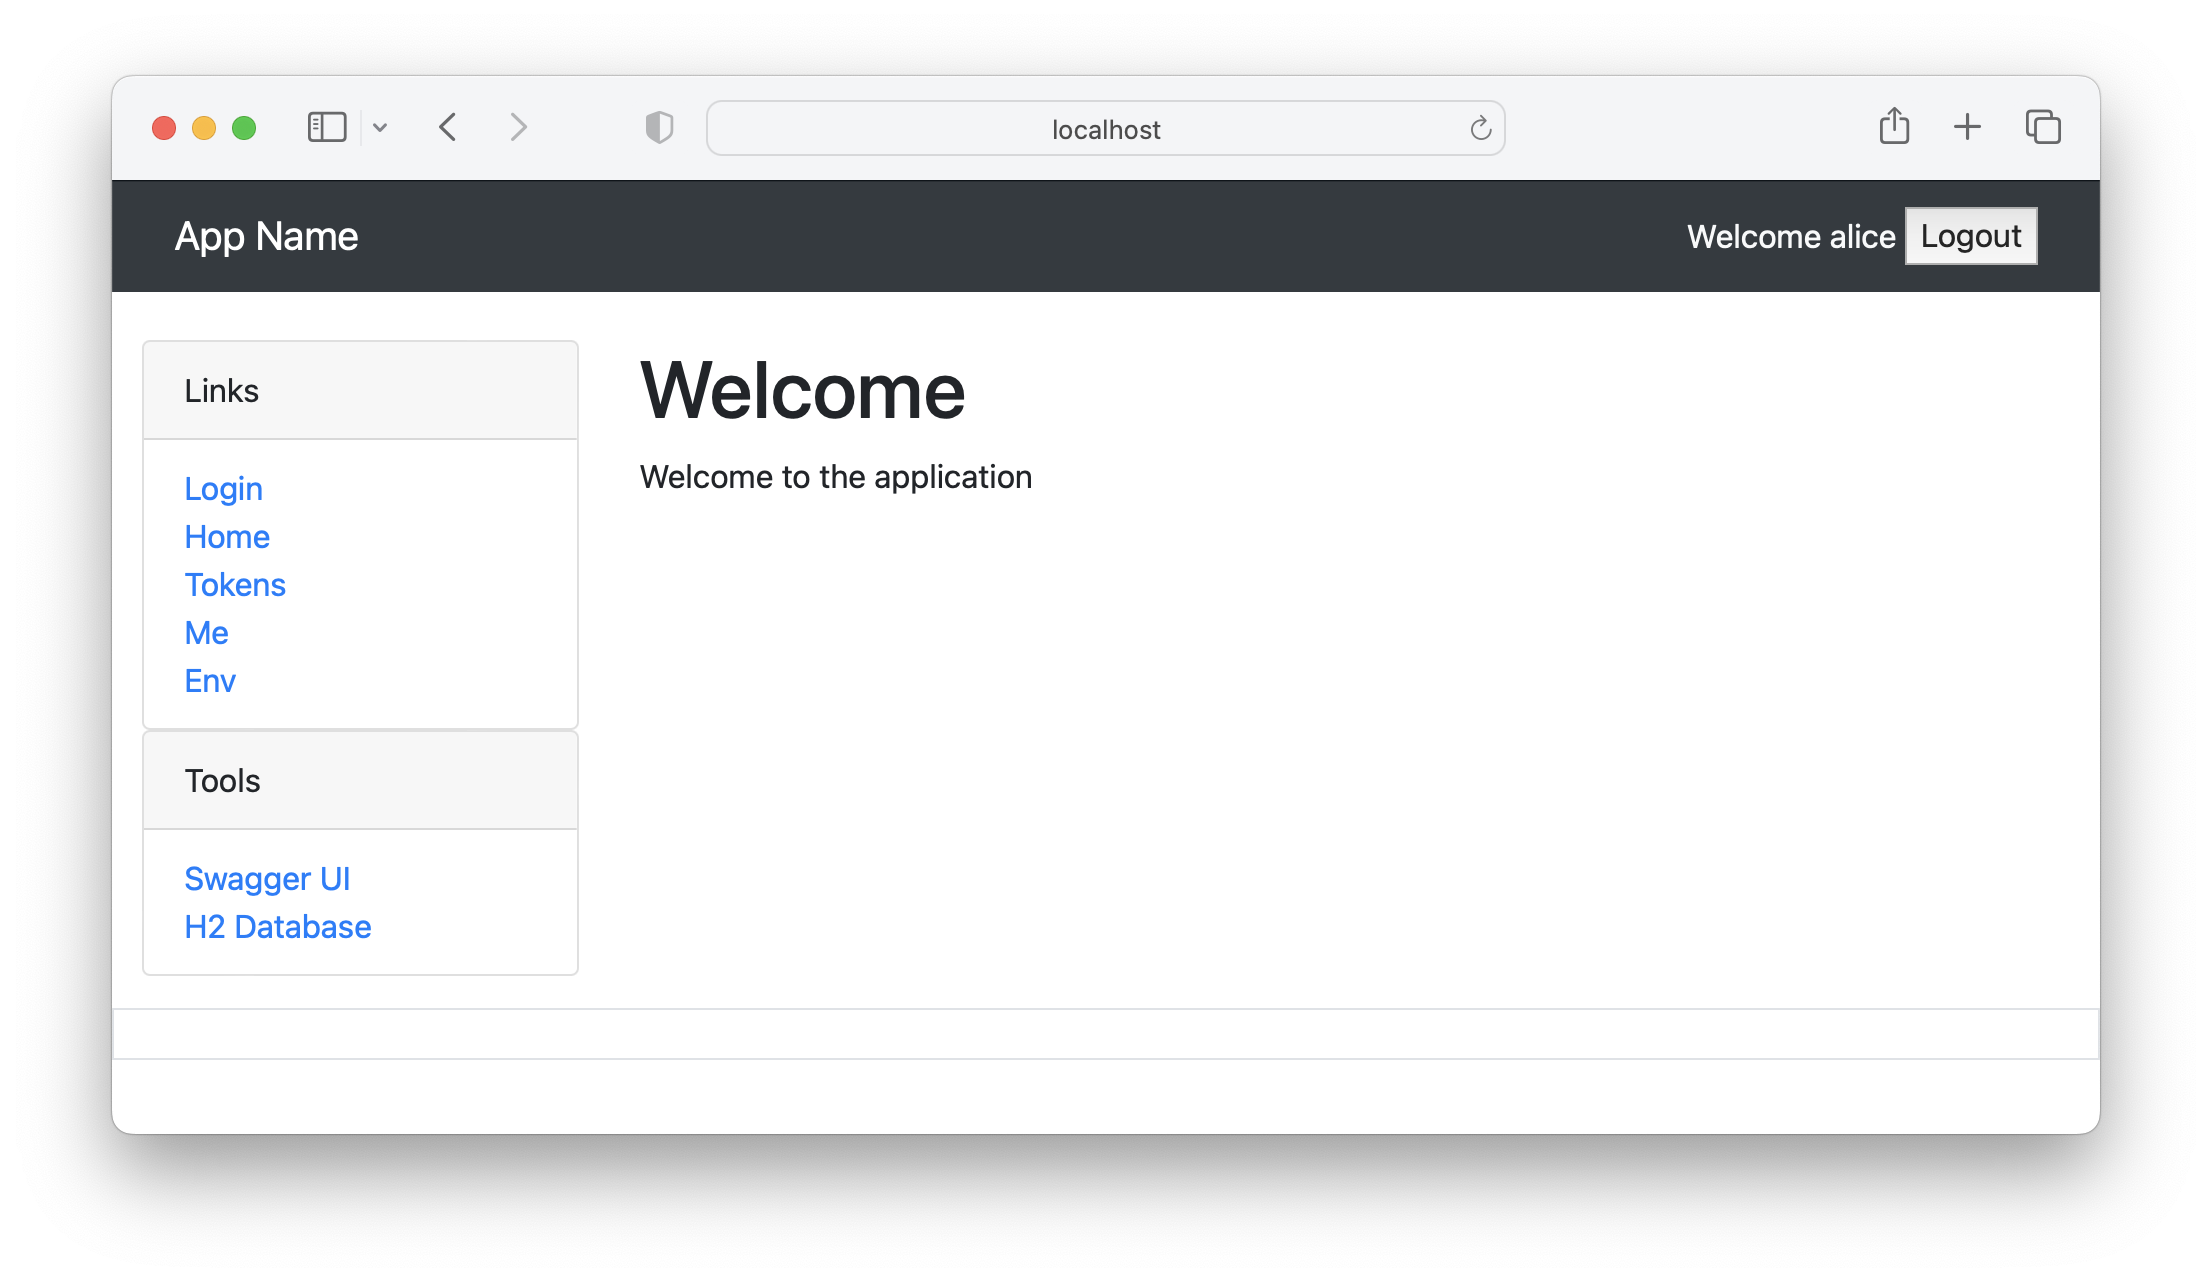 localhost
App Name
Welcome alice Logout
Links
Login
Home
Tokens
Me
Env
Tools
Swagger UI
H2 Database
Welcome
Welcome to the application